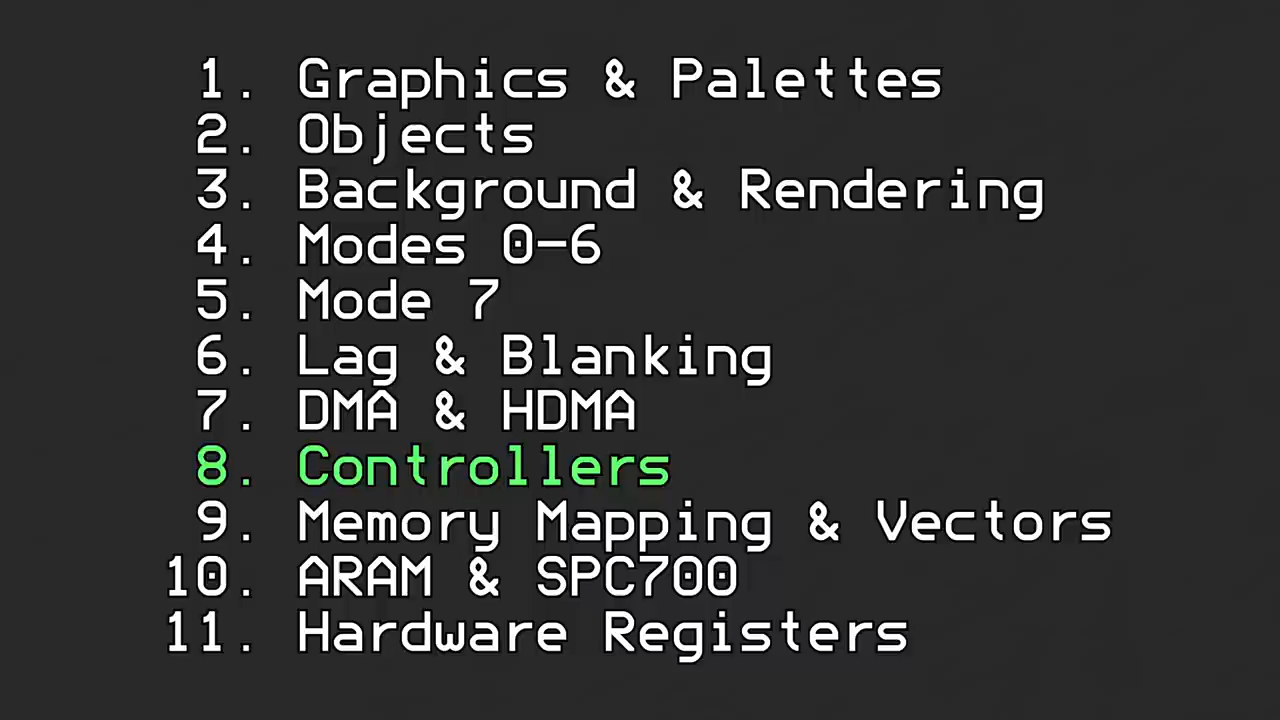 1. Graphics & Palettes
2. Objects
3. Background & Rendering
4. Modes 0-6
5. Mode 7
6. Lag & Blanking
7. DMA & HDMA
8. Controllers
9. Memory Mapping & Vectors
10. ARAM & SPC700
11. Hardware Registers